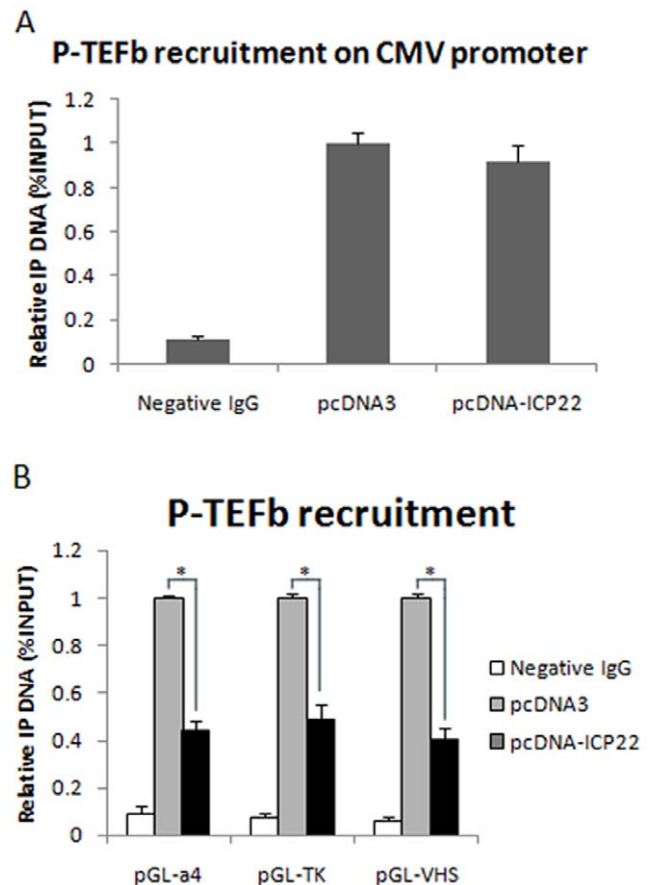 A
P-TEFb recruitment on CMV promoter
Relative IP DNA (%INPUT)
1.2
1
0.8
0.6
0.4
0.2
0
Negative IgG pcDNA3 pcDNA-ICP22
B
P-TEFb recruitment
Relative IP DNA (%INPUT)
1.2
1
0.8
0.6
0.4
0.2
0
* * *
Negative IgG
pcDNA3
pcDNA-ICP22
pGL-a4 pGL-TK pGL-VHS